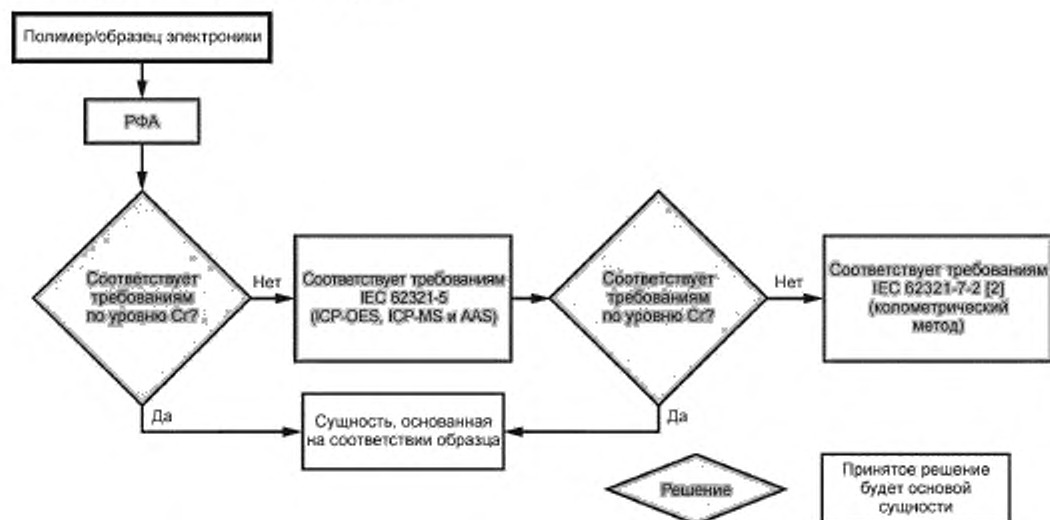 Полимер/образец электроники
РФА
Соответствует
требованиям
по уровню Cr?
Нет
Соответствует требованиям
IEC 62321-5
(ICP-OES, ICP-MS и AAS)
Соответствует
требованиям
по уровню Cr?
Нет
Соответствует требованиям
IEC 62321-7-2 [2]
(колометрический
метод)
Да
Сущность, основанная
на соответствии образца
Да
Решение
Принятое решение
будет основой
сущности